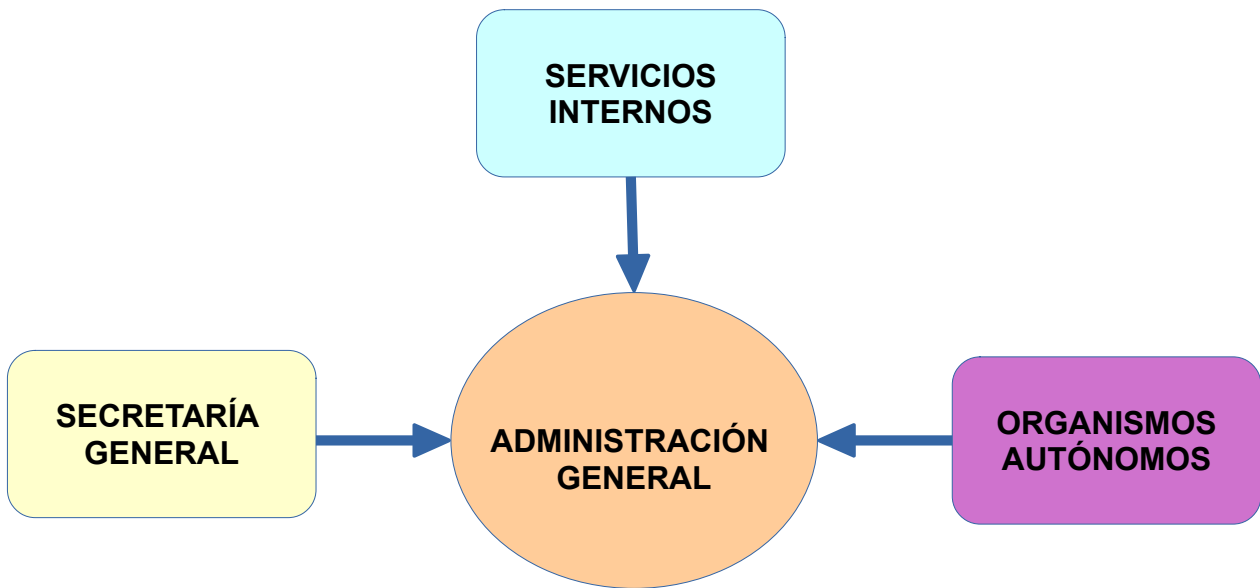 SERVICIOS
INTERNOS
SECRETARÍA
GENERAL
ADMINISTRACIÓN
GENERAL
ORGANISMOS
AUTÓNOMOS